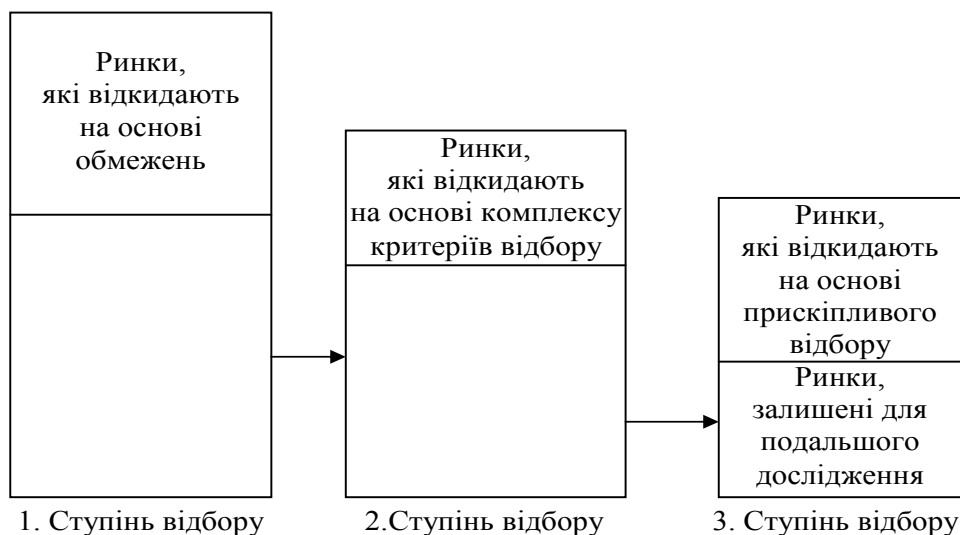 Ринки,
які відкидають
на основі
обмежень
Ринки,
які відкидають
на основі комплексу
критеріїв відбору
Ринки,
які відкидають
на основі
прискіпливого
відбору
Ринки,
залишені для
подальшого
дослідження
1. Ступінь відбору
2.Ступінь відбору
3. Ступінь відбору